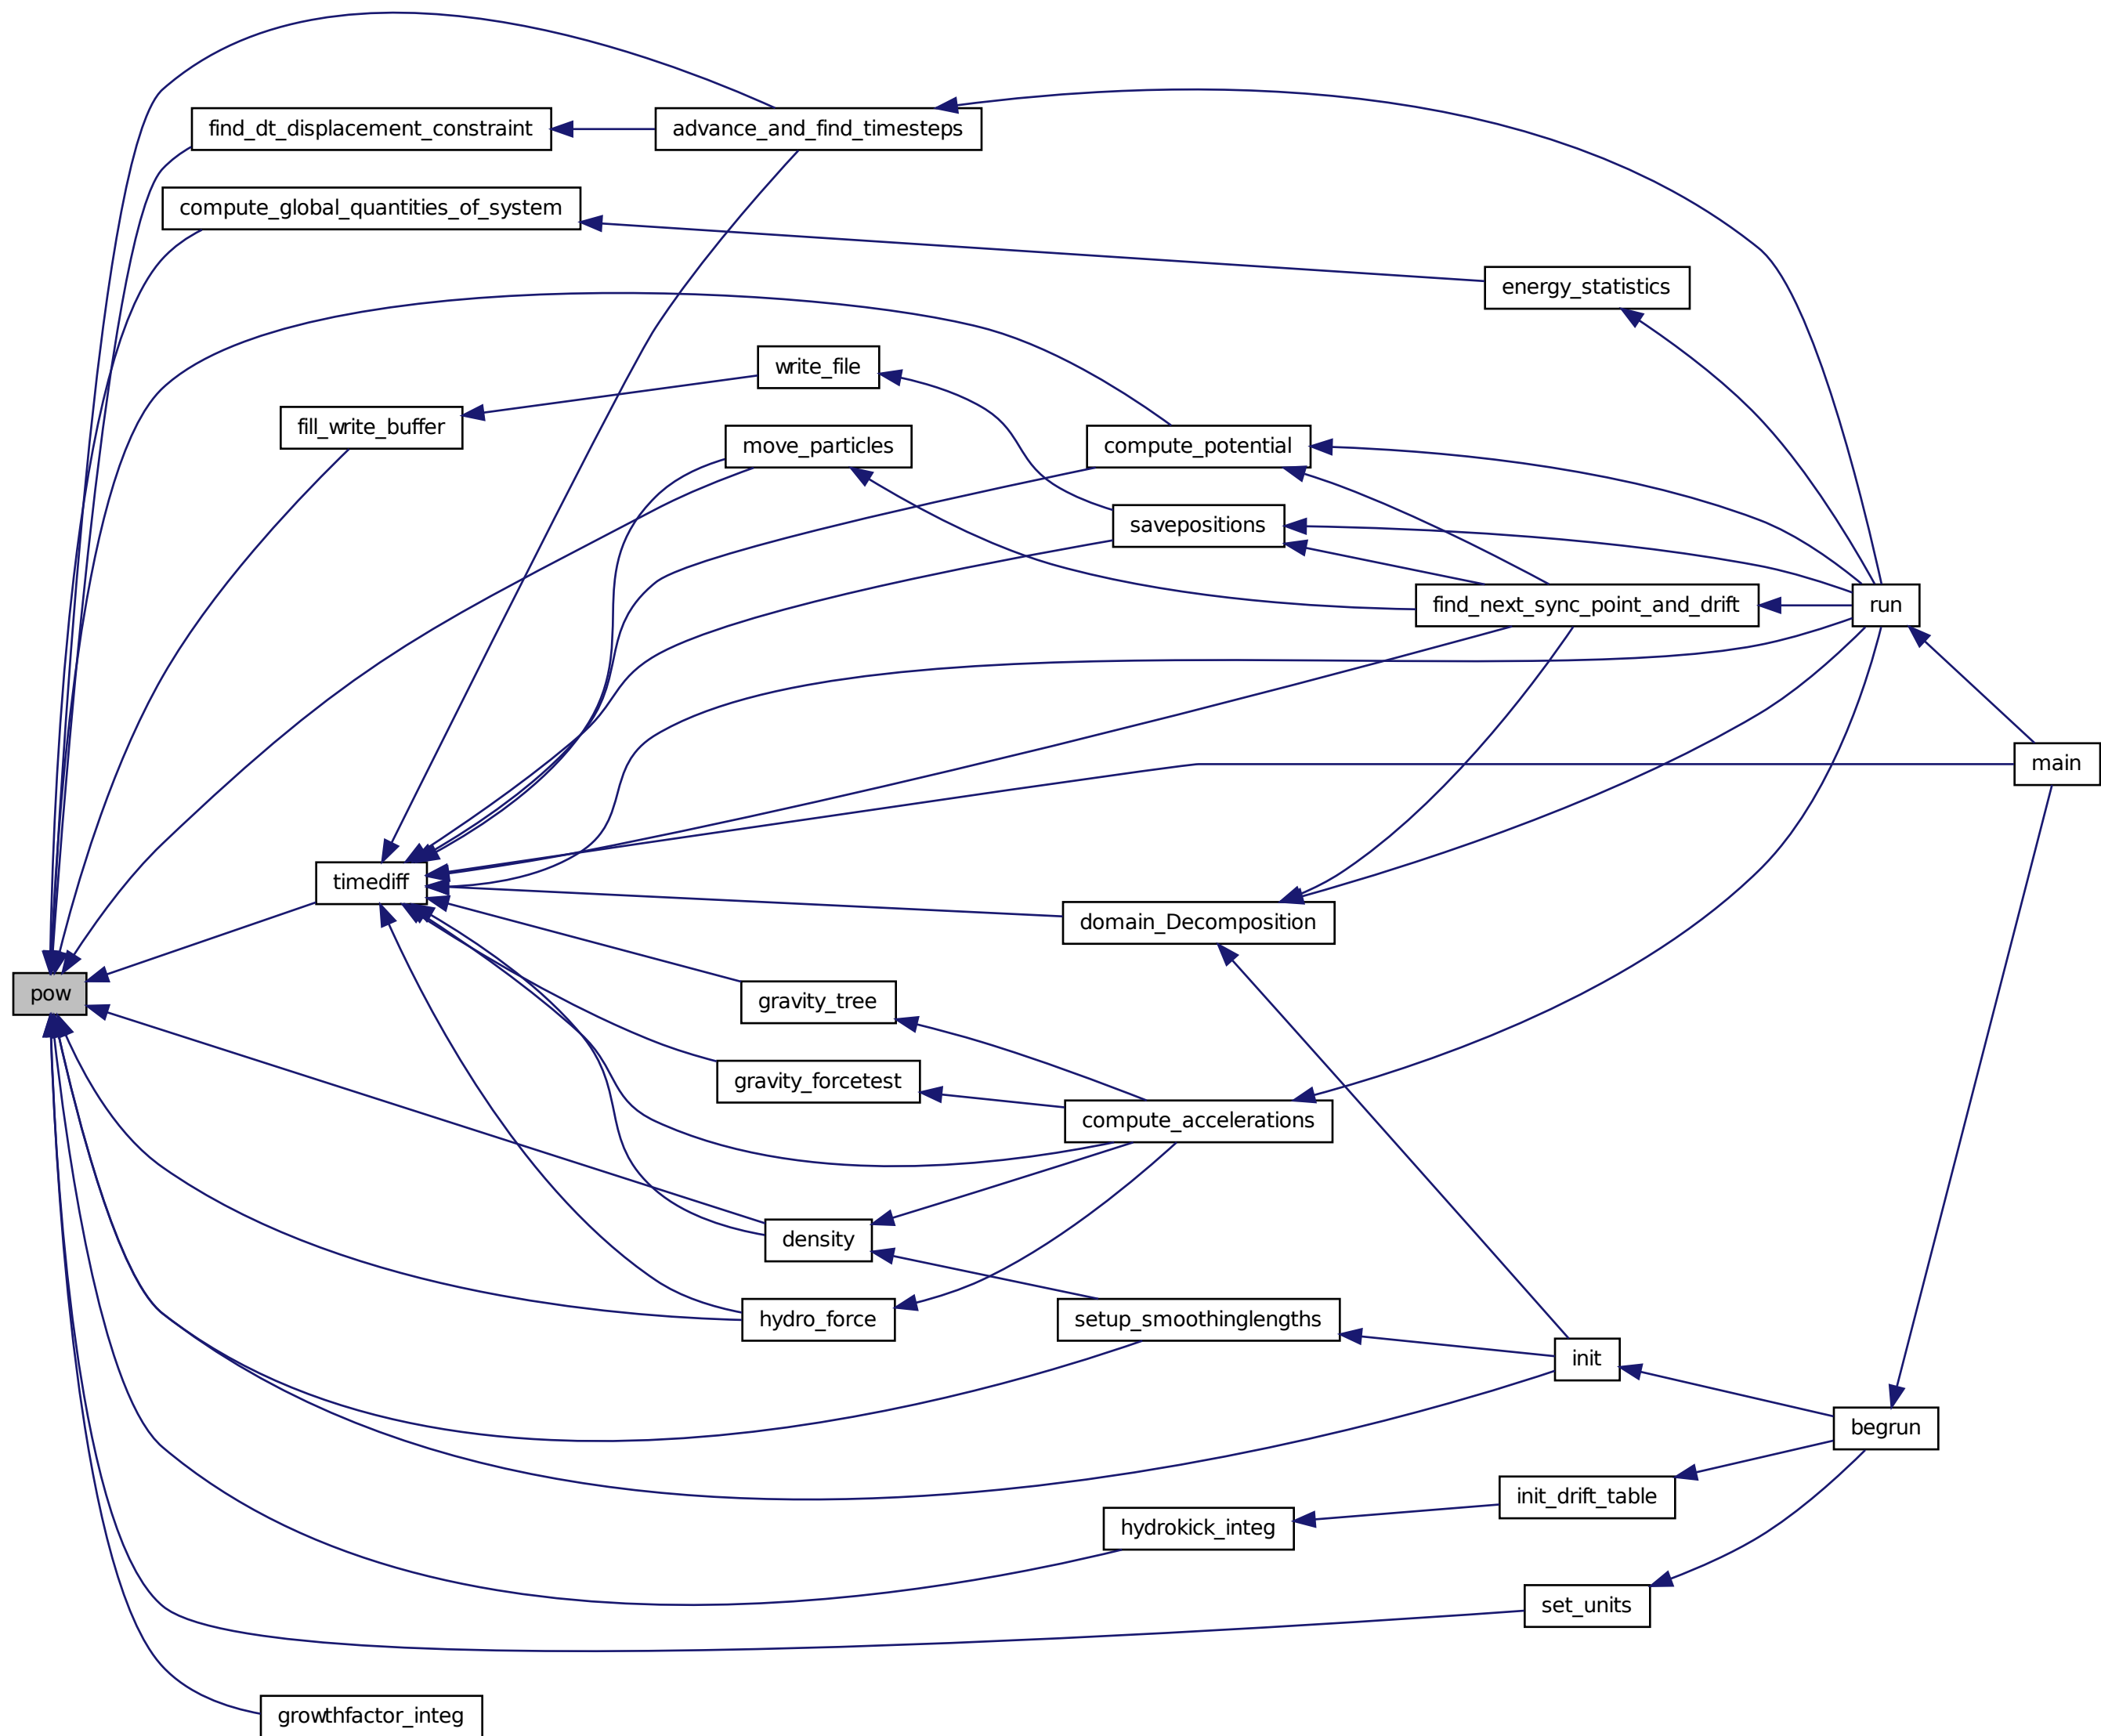 find_dt_displacement_constraint
advance_and_find_timesteps
compute_global_quantities_of_system
energy_statistics
write_file
fill_write_buffer
move_particles
compute_potential
savepositions
find_next_sync_point_and_drift
run
main
timediff
domain_Decomposition
pow
gravity_tree
gravity_forcetest
compute_accelerations
density
hydro_force
setup_smoothinglengths
init
begrun
init_drift_table
hydrokick_integ
set_units
growthfactor_integ